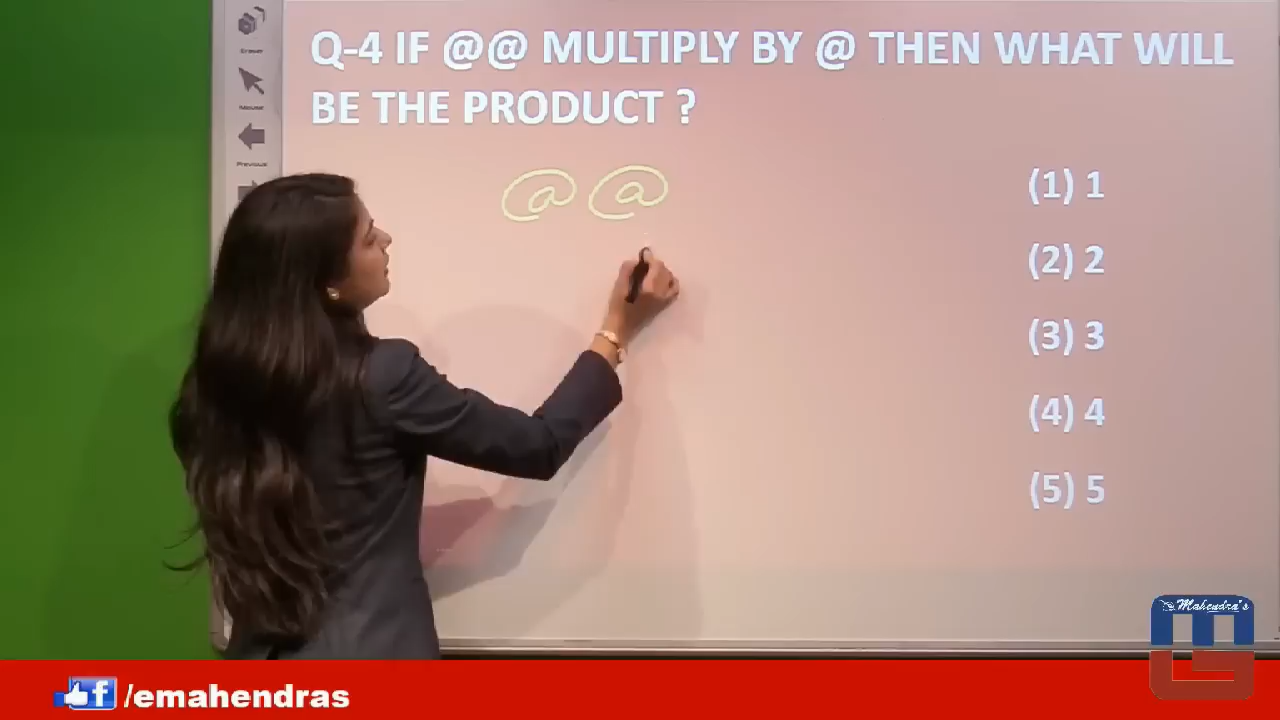 Eraser
Mouse
Previous
Q-4 IF @@ MULTIPLY BY @ THEN WHAT WILL
BE THE PRODUCT ?
@ @
(1) 1
(2) 2
(3) 3
(4) 4
(5) 5
Mahendra's
f /emahendras